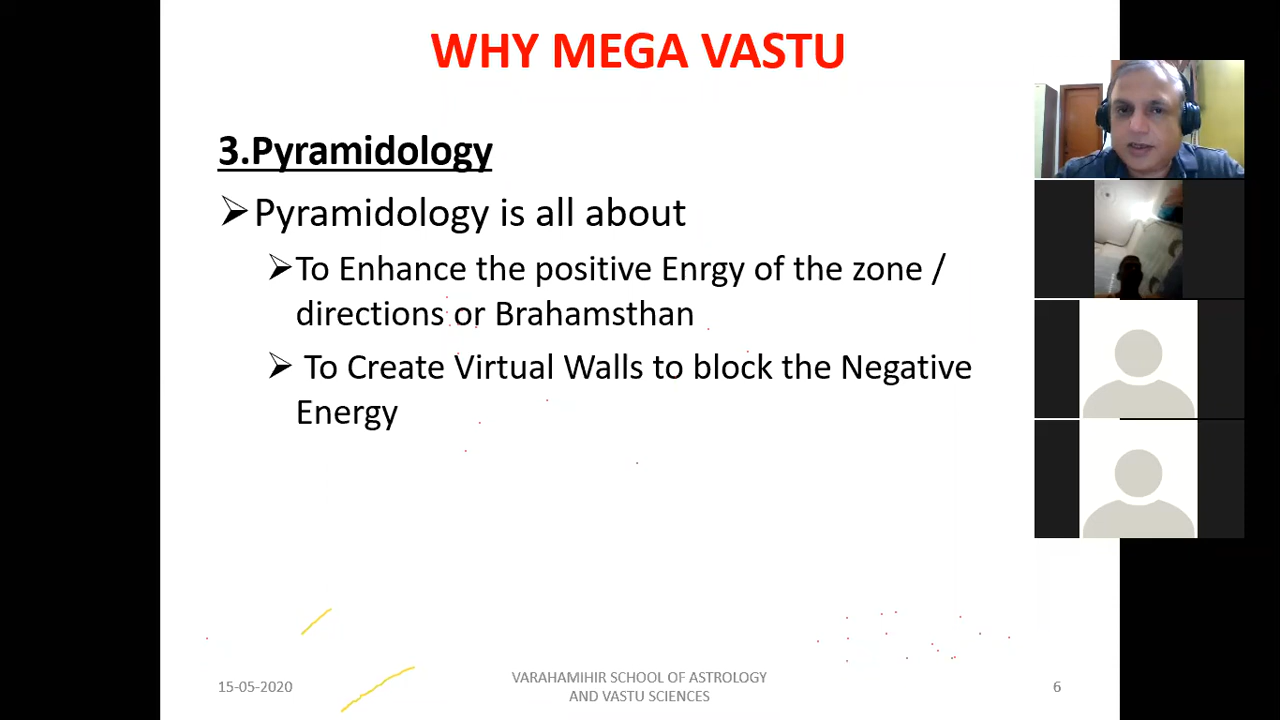 WHY MEGA VASTU
3.Pyramidology
➢Pyramidology is all about
➢To Enhance the positive Enrgy of the zone /
directions or Brahamsthan
➢ To Create Virtual Walls to block the Negative
Energy
15-05-2020
VARAHAMIHIR SCHOOL OF ASTROLOGY
AND VASTU SCIENCES
6